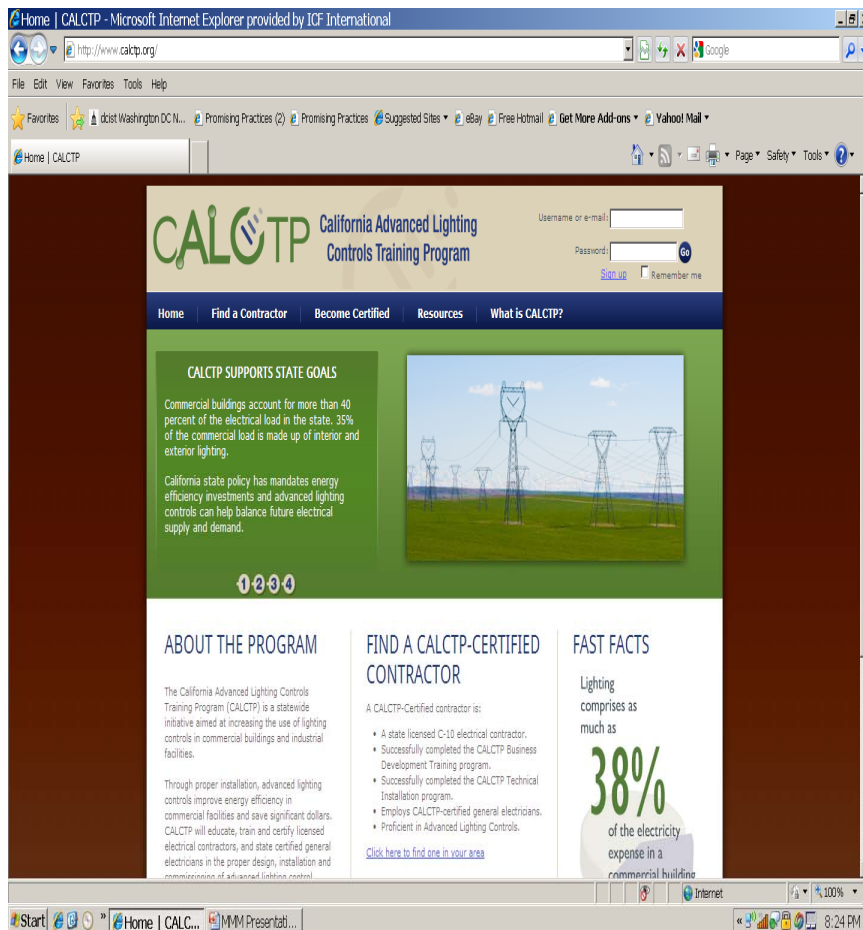 Home | CALCTP - Microsoft Internet Explorer provided by ICF International
http://www.calctp.org/
Google
File Edit View Favorites Tools Help
Favorites dcist Washington DC N... Promising Practices (2) Promising Practices Suggested Sites eBay Free Hotmail Get More Add-ons Yahoo! Mail
Home | CALCTP
Page Safety Tools
CALCTP
California Advanced Lighting
Controls Training Program
Username or e-mail:
Password:
Go
Sign up Remember me
Home Find a Contractor Become Certified Resources What is CALCTP?
CALCTP SUPPORTS STATE GOALS
Commercial buildings account for more than 40
percent of the electrical load in the state. 35%
of the commercial load is made up of interior and
exterior lighting.
California state policy has mandates energy
efficiency investments and advanced lighting
controls can help balance future electrical
supply and demand.
1 2 3 4
ABOUT THE PROGRAM
The California Advanced Lighting Controls
Training Program (CALCTP) is a statewide
initiative aimed at increasing the use of lighting
controls in commercial buildings and industrial
facilities.
Through proper installation, advanced lighting
controls improve energy efficiency in
commercial facilities and save significant dollars.
CALCTP will educate, train and certify licensed
electrical contractors, and state certified general
electricians in the proper design, installation and
commissioning of advanced lighting control
FIND A CALCTP-CERTIFIED
CONTRACTOR
A CALCTP-Certified contractor is:
• A state licensed C-10 electrical contractor.
• Successfully completed the CALCTP Business
Development Training program.
• Successfully completed the CALCTP Technical
Installation program.
• Employs CALCTP-certified general electricians.
• Proficient in Advanced Lighting Controls.
Click here to find one in your area
FAST FACTS
Lighting
comprises as
much as
38%
of the electricity
expense in a
commercial building
Internet 100%
Start Home | CALC... MMM Presentati... 8:24 PM